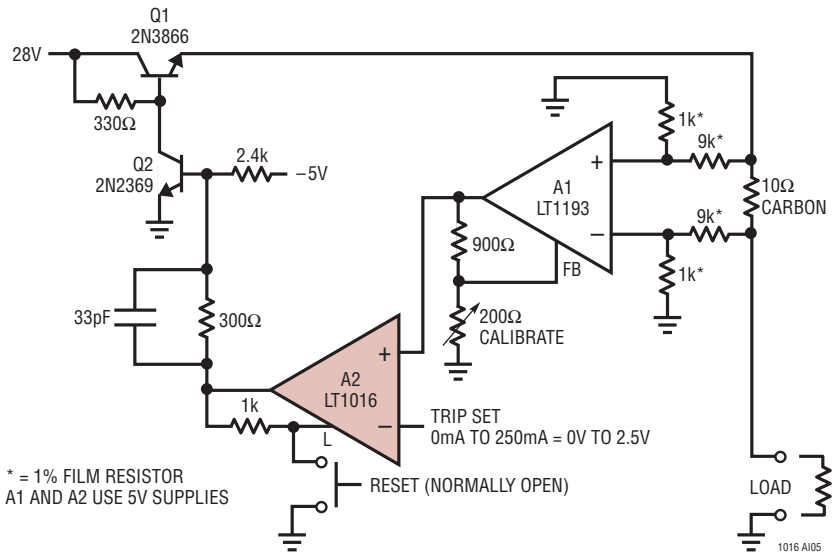 Q1
2N3866
28V
330Ω
Q2
2N2369
2.4k
–5V
33pF
300Ω
1k
A2
LT1016
+
–
L
RESET (NORMALLY OPEN)
TRIP SET
0mA TO 250mA = 0V TO 2.5V
900Ω
200Ω
CALIBRATE
FB
A1
LT1193
+
–
1k*
9k*
10Ω
CARBON
9k*
1k*
LOAD
* = 1% FILM RESISTOR
A1 AND A2 USE 5V SUPPLIES
1016 AI05